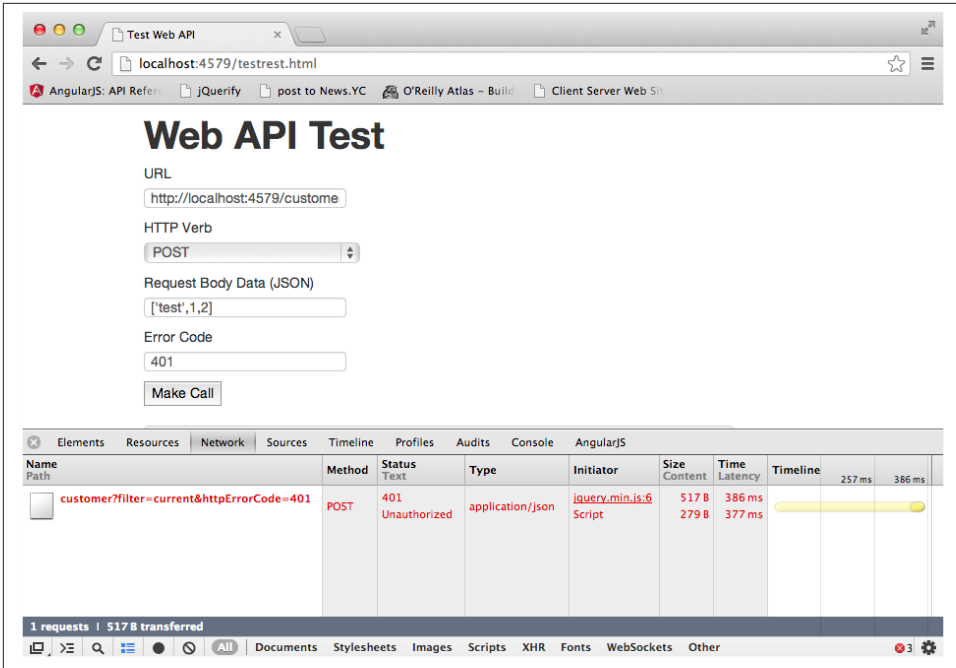 Test Web API
localhost:4579/testrest.html
AngularJS: API Refer jQuerify post to News.YC O'Reilly Atlas – Build Client Server Web Sit
Web API Test
URL
http://localhost:4579/custome
HTTP Verb
POST
Request Body Data (JSON)
['test',1,2]
Error Code
401
Make Call
Elements Resources Network Sources Timeline Profiles Audits Console AngularJS
Name Method Status Type Initiator Size Time Timeline
Path Text Content Latency 257 ms 386 ms
customer?filter=current&httpErrorCode=401 POST 401 application/json jquery.min.js:6 517 B 386 ms
Unauthorized Script 279 B 377 ms
1 requests | 517 B transferred
All Documents Stylesheets Images Scripts XHR Fonts WebSockets Other 3